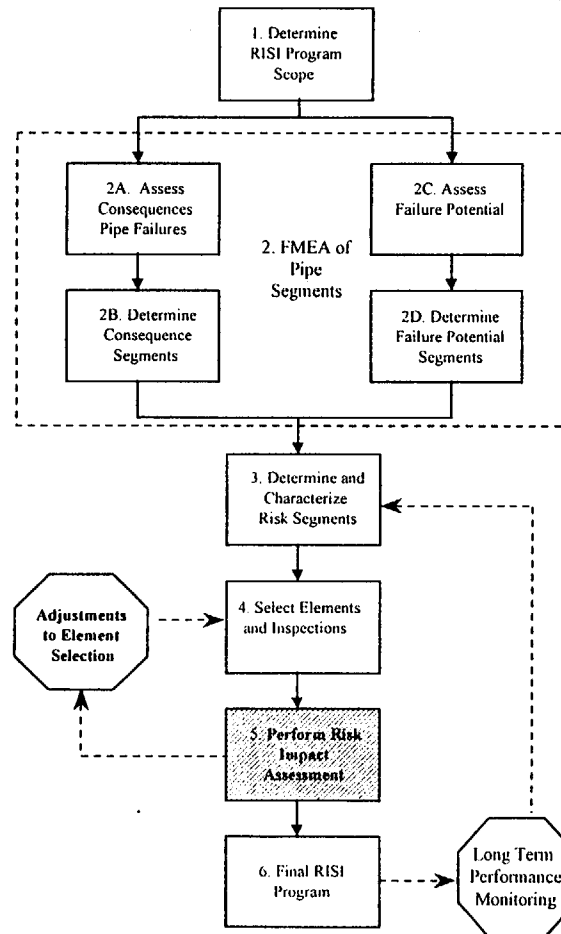 1. Determine
RISI Program
Scope
2A. Assess
Consequences
Pipe Failures
2C. Assess
Failure Potential
2. FMEA of
Pipe
Segments
2B. Determine
Consequence
Segments
2D. Determine
Failure Potential
Segments
3. Determine and
Characterize
Risk Segments
Adjustments
to Element
Selection
4. Select Elements
and Inspections
5. Perform Risk
Impact
Assessment
6. Final RISI
Program
Long Term
Performance
Monitoring